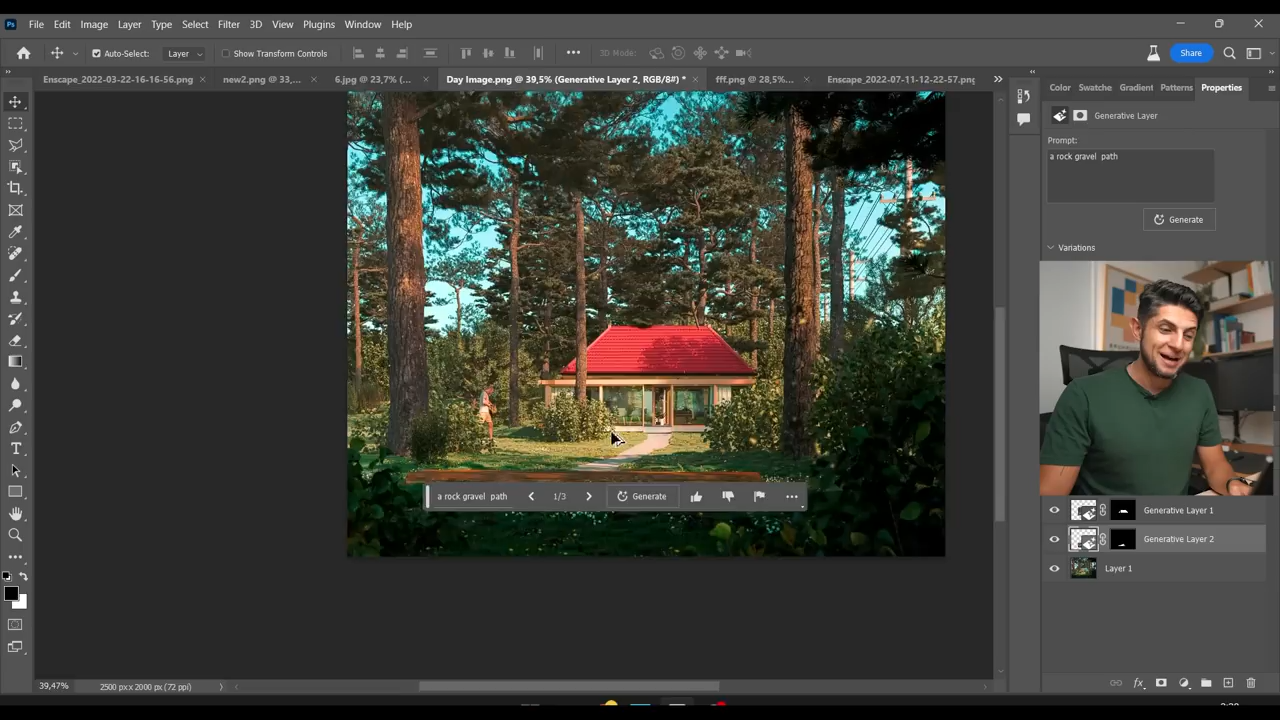 Ps File Edit Image Layer Type Select Filter 3D View Plugins Window Help
Auto-Select: Layer Show Transform Controls 3D-Mode: Share
Enscape_2022-03-22-16-16-56.png new2.png @ 33,... 6.jpg @ 23,7% (... Day Image.png @ 39,5% (Generative Layer 2, RGB/8#) * fff.png @ 28,5%... Enscape_2022-07-11-12-22-57.png
Color Swatche Gradient Patterns Properties
Generative Layer
Prompt:
a rock gravel path
Generate
Variations
a rock gravel path 1/3 Generate
Generative Layer 1
Generative Layer 2
Layer 1
fx
39,47% 2500 px x 2000 px (72 ppi)